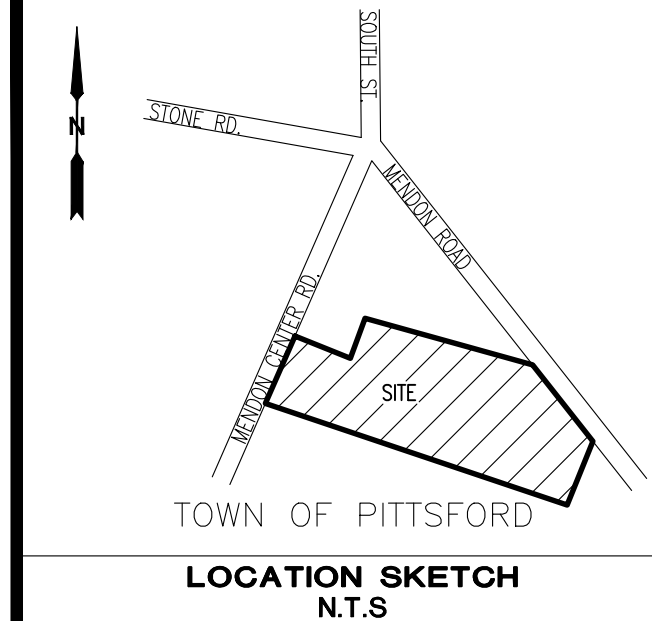 SOUTH ST.
N
STONE RD.
MENDON ROAD
MENDON CENTER RD.
SITE
TOWN OF PITTSFORD
LOCATION SKETCH
N.T.S